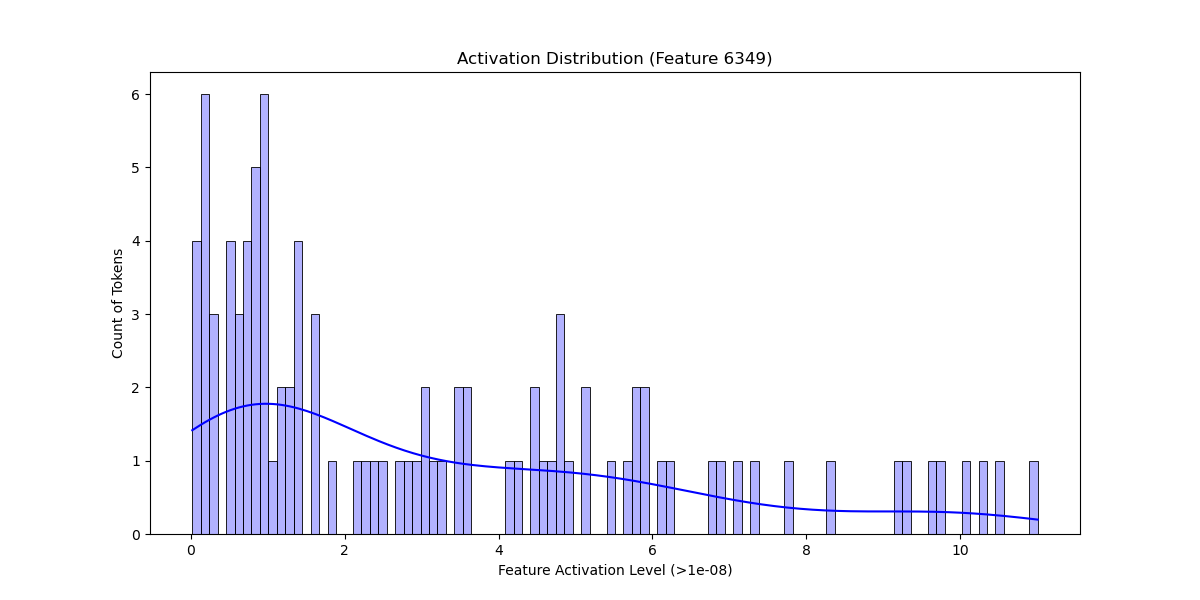 Activation Distribution (Feature 6349)
Count of Tokens
6
5
4
3
2
1
0
0 2 4 6 8 10
Feature Activation Level (>1e-08)